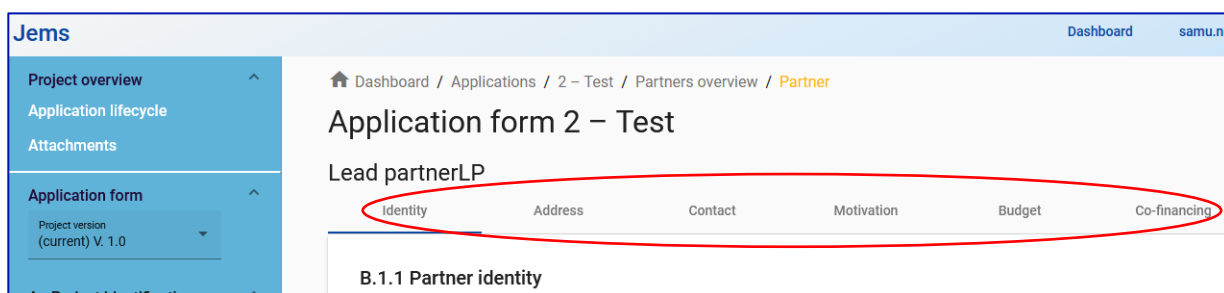 Jems
Dashboard samu.n
Project overview
Application lifecycle
Attachments
Application form
Project version
(current) V. 1.0
Dashboard / Applications / 2 – Test / Partners overview / Partner
Application form 2 – Test
Lead partnerLP
Identity Address Contact Motivation Budget Co-financing
B.1.1 Partner identity